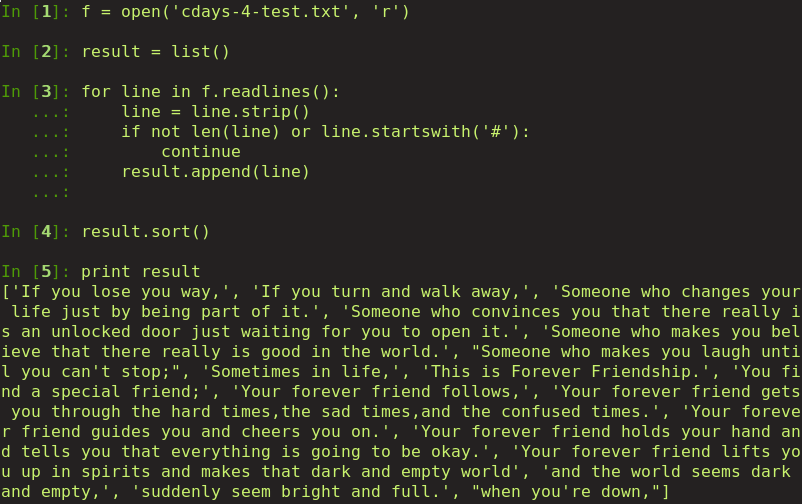 In [1]: f = open('cdays-4-test.txt', 'r')
In [2]: result = list()
In [3]: for line in f.readlines():
...: line = line.strip()
...: if not len(line) or line.startswith('#'):
...: continue
...: result.append(line)
...:
In [4]: result.sort()
In [5]: print result
['If you lose you way,', 'If you turn and walk away,', 'Someone who changes your
life just by being part of it.', 'Someone who convinces you that there really i
s an unlocked door just waiting for you to open it.', 'Someone who makes you bel
ieve that there really is good in the world.', "Someone who makes you laugh unti
l you can't stop;", 'Sometimes in life,', 'This is Forever Friendship.', 'You fi
nd a special friend;', 'Your forever friend follows,', 'Your forever friend gets
you through the hard times,the sad times,and the confused times.', 'Your foreve
r friend guides you and cheers you on.', 'Your forever friend holds your hand an
d tells you that everything is going to be okay.', 'Your forever friend lifts yo
u up in spirits and makes that dark and empty world', 'and the world seems dark
and empty,', 'suddenly seem bright and full.', "when you're down,"]